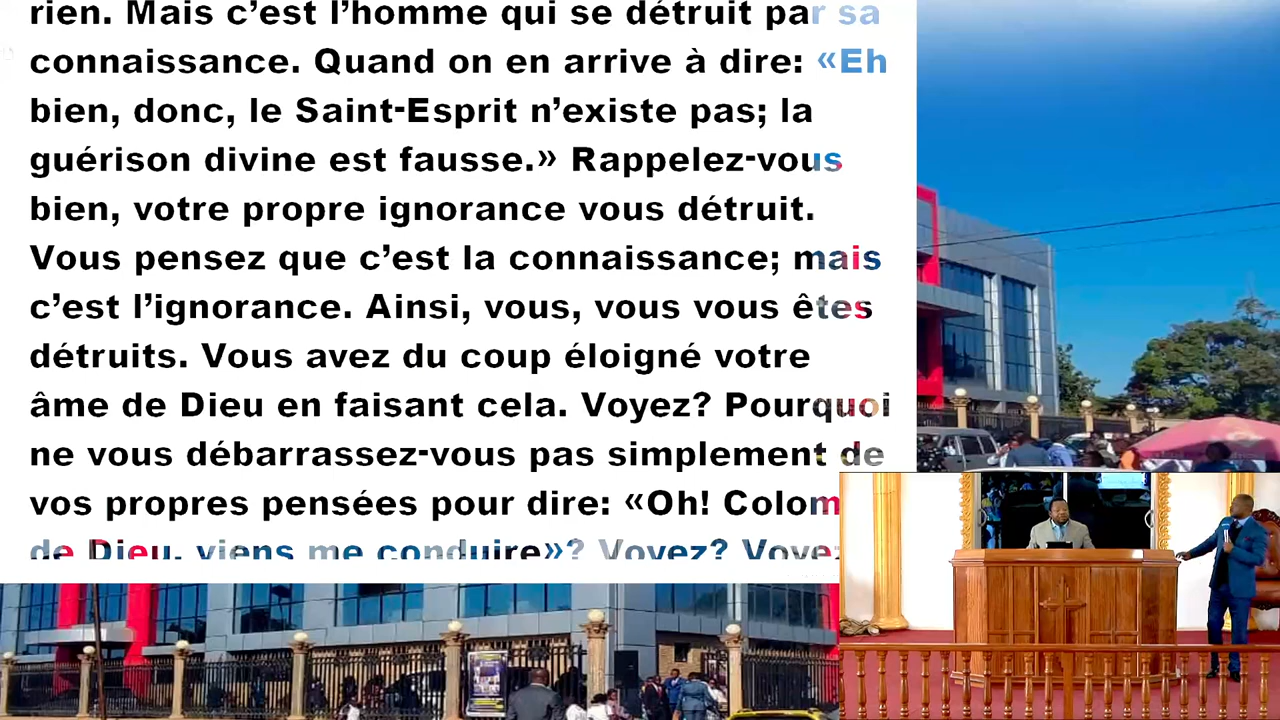 rien. Mais c’est l’homme qui se détruit par sa
connaissance. Quand on en arrive à dire: «Eh
bien, donc, le Saint-Esprit n’existe pas; la
guérison divine est fausse.» Rappelez-vous
bien, votre propre ignorance vous détruit.
Vous pensez que c’est la connaissance; mais
c’est l’ignorance. Ainsi, vous, vous vous êtes
détruits. Vous avez du coup éloigné votre
âme de Dieu en faisant cela. Voyez? Pourquoi
ne vous débarrassez-vous pas simplement de
vos propres pensées pour dire: «Oh! Colom
de Dieu, viens me conduire»? Voyez? Voyez